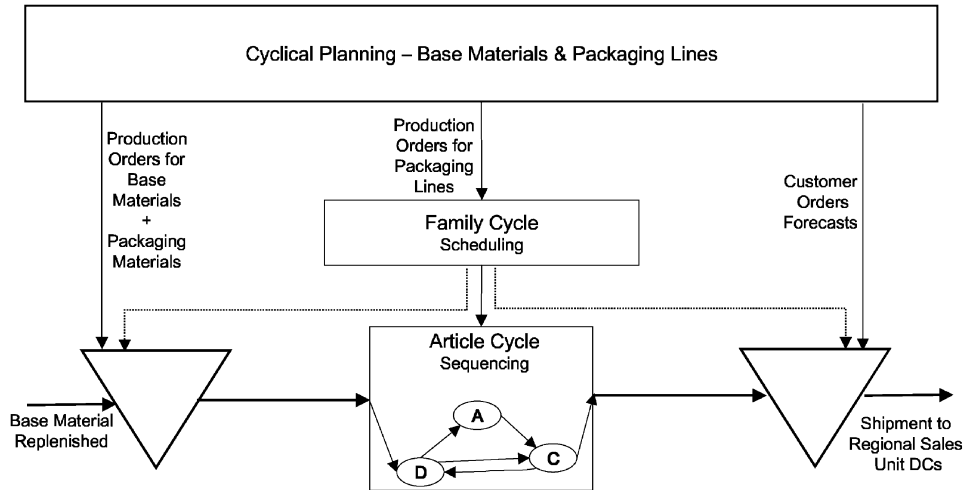 Cyclical Planning – Base Materials & Packaging Lines
Production
Orders for
Base
Materials
+
Packaging
Materials
Production
Orders for
Packaging
Lines
Customer
Orders
Forecasts
Family Cycle
Scheduling
Article Cycle
Sequencing
A
D
C
Base Material
Replenished
Shipment to
Regional Sales
Unit DCs